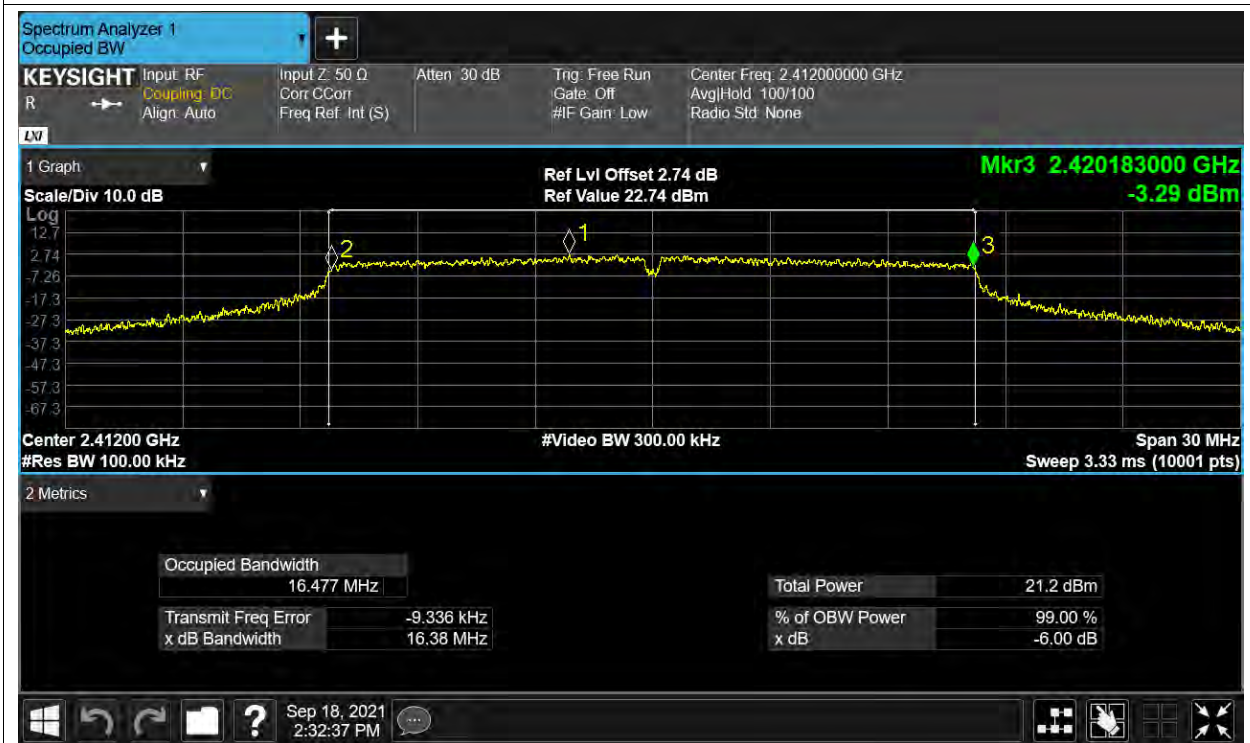 Spectrum Analyzer 1
Occupied BW
+
KEYSIGHT Input: RF Input Z: 50 Ω Atten: 30 dB Trig: Free Run Center Freq: 2.412000000 GHz
R Coupling: DC Corr CCorr Gate: Off Avg|Hold: 100/100
Align: Auto Freq Ref: Int (S) #IF Gain: Low Radio Std: None
LXI
1 Graph
Ref Lvl Offset 2.74 dB
Mkr3 2.420183000 GHz
Scale/Div 10.0 dB Ref Value 22.74 dBm -3.29 dBm
Log
12.7
2.74
-7.26
-17.3
-27.3
-37.3
-47.3
-57.3
-67.3
2
1
3
Center 2.41200 GHz #Video BW 300.00 kHz Span 30 MHz
#Res BW 100.00 kHz Sweep 3.33 ms (10001 pts)
2 Metrics
Occupied Bandwidth
16.477 MHz Total Power 21.2 dBm
Transmit Freq Error -9.336 kHz % of OBW Power 99.00 %
x dB Bandwidth 16.38 MHz x dB -6.00 dB
? Sep 18, 2021
2:32:37 PM